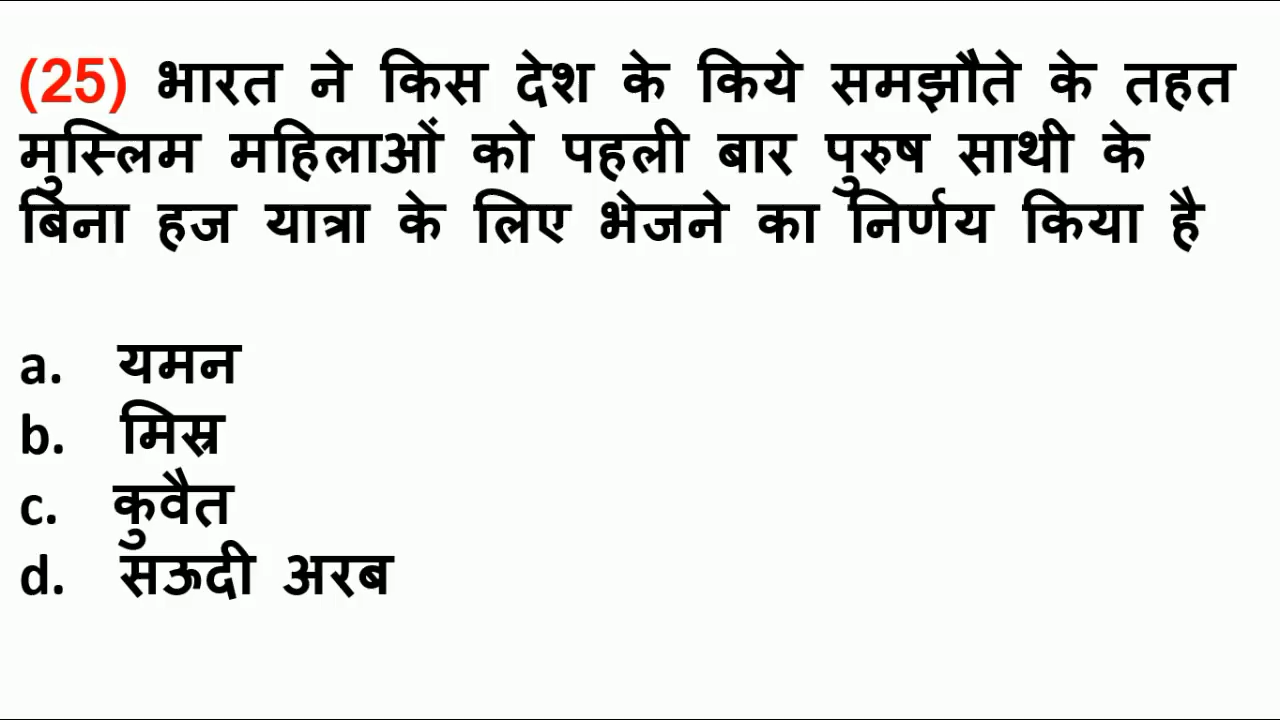 (25) भारत ने किस देश के किये समझौते के तहत
मुस्लिम महिलाओं को पहली बार पुरुष साथी के
बिना हज यात्रा के लिए भेजने का निर्णय किया है
a. यमन
b. मिस्र
c. कुवैत
d. सऊदी अरब